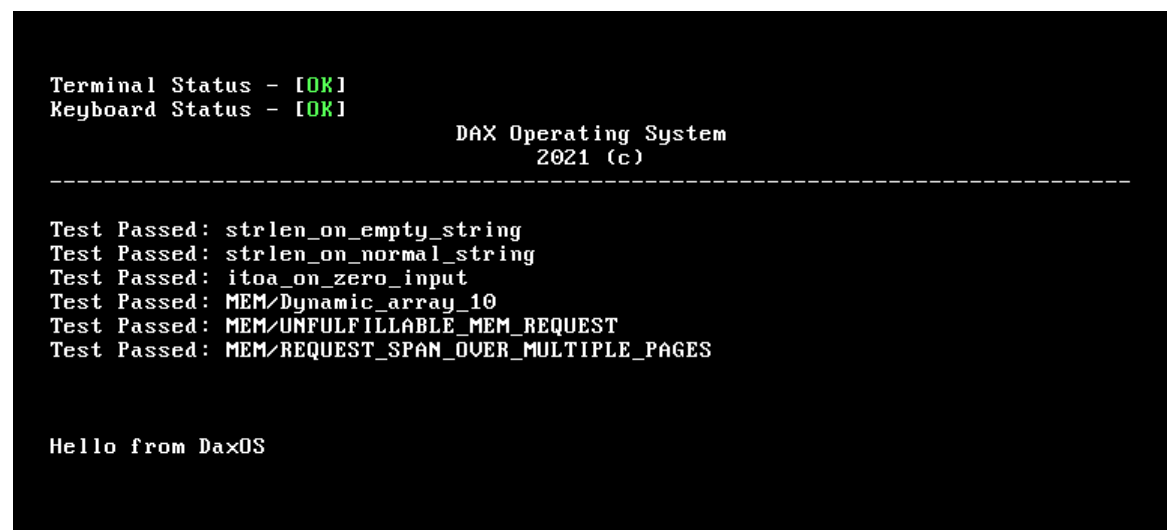 Terminal Status - [OK]
Keyboard Status - [OK]
DAX Operating System
2021 (c)
--------------------------------------------------------------------------------
Test Passed: strlen_on_empty_string
Test Passed: strlen_on_normal_string
Test Passed: itoa_on_zero_input
Test Passed: MEM/Dynamic_array_10
Test Passed: MEM/UNFULFILLABLE_MEM_REQUEST
Test Passed: MEM/REQUEST_SPAN_OVER_MULTIPLE_PAGES
Hello from DaxOS